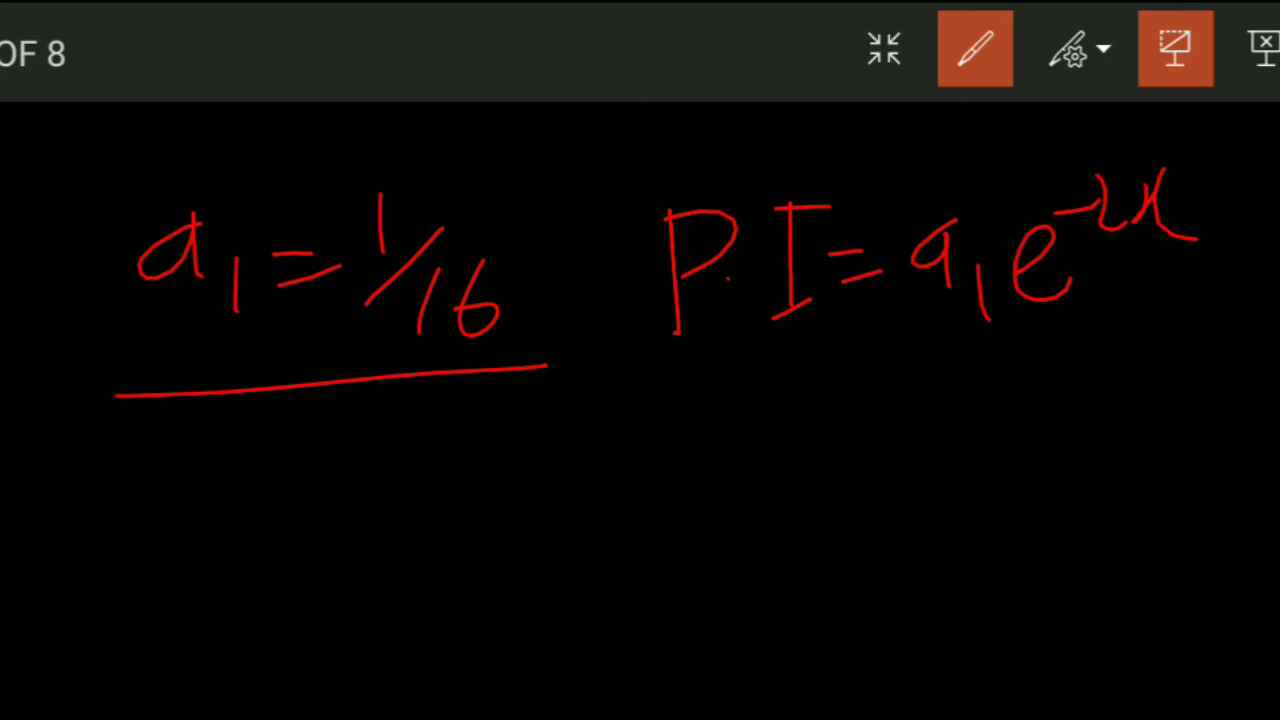 OF 8
a₁ = 1/16 P.I = a₁e⁻²ˣ